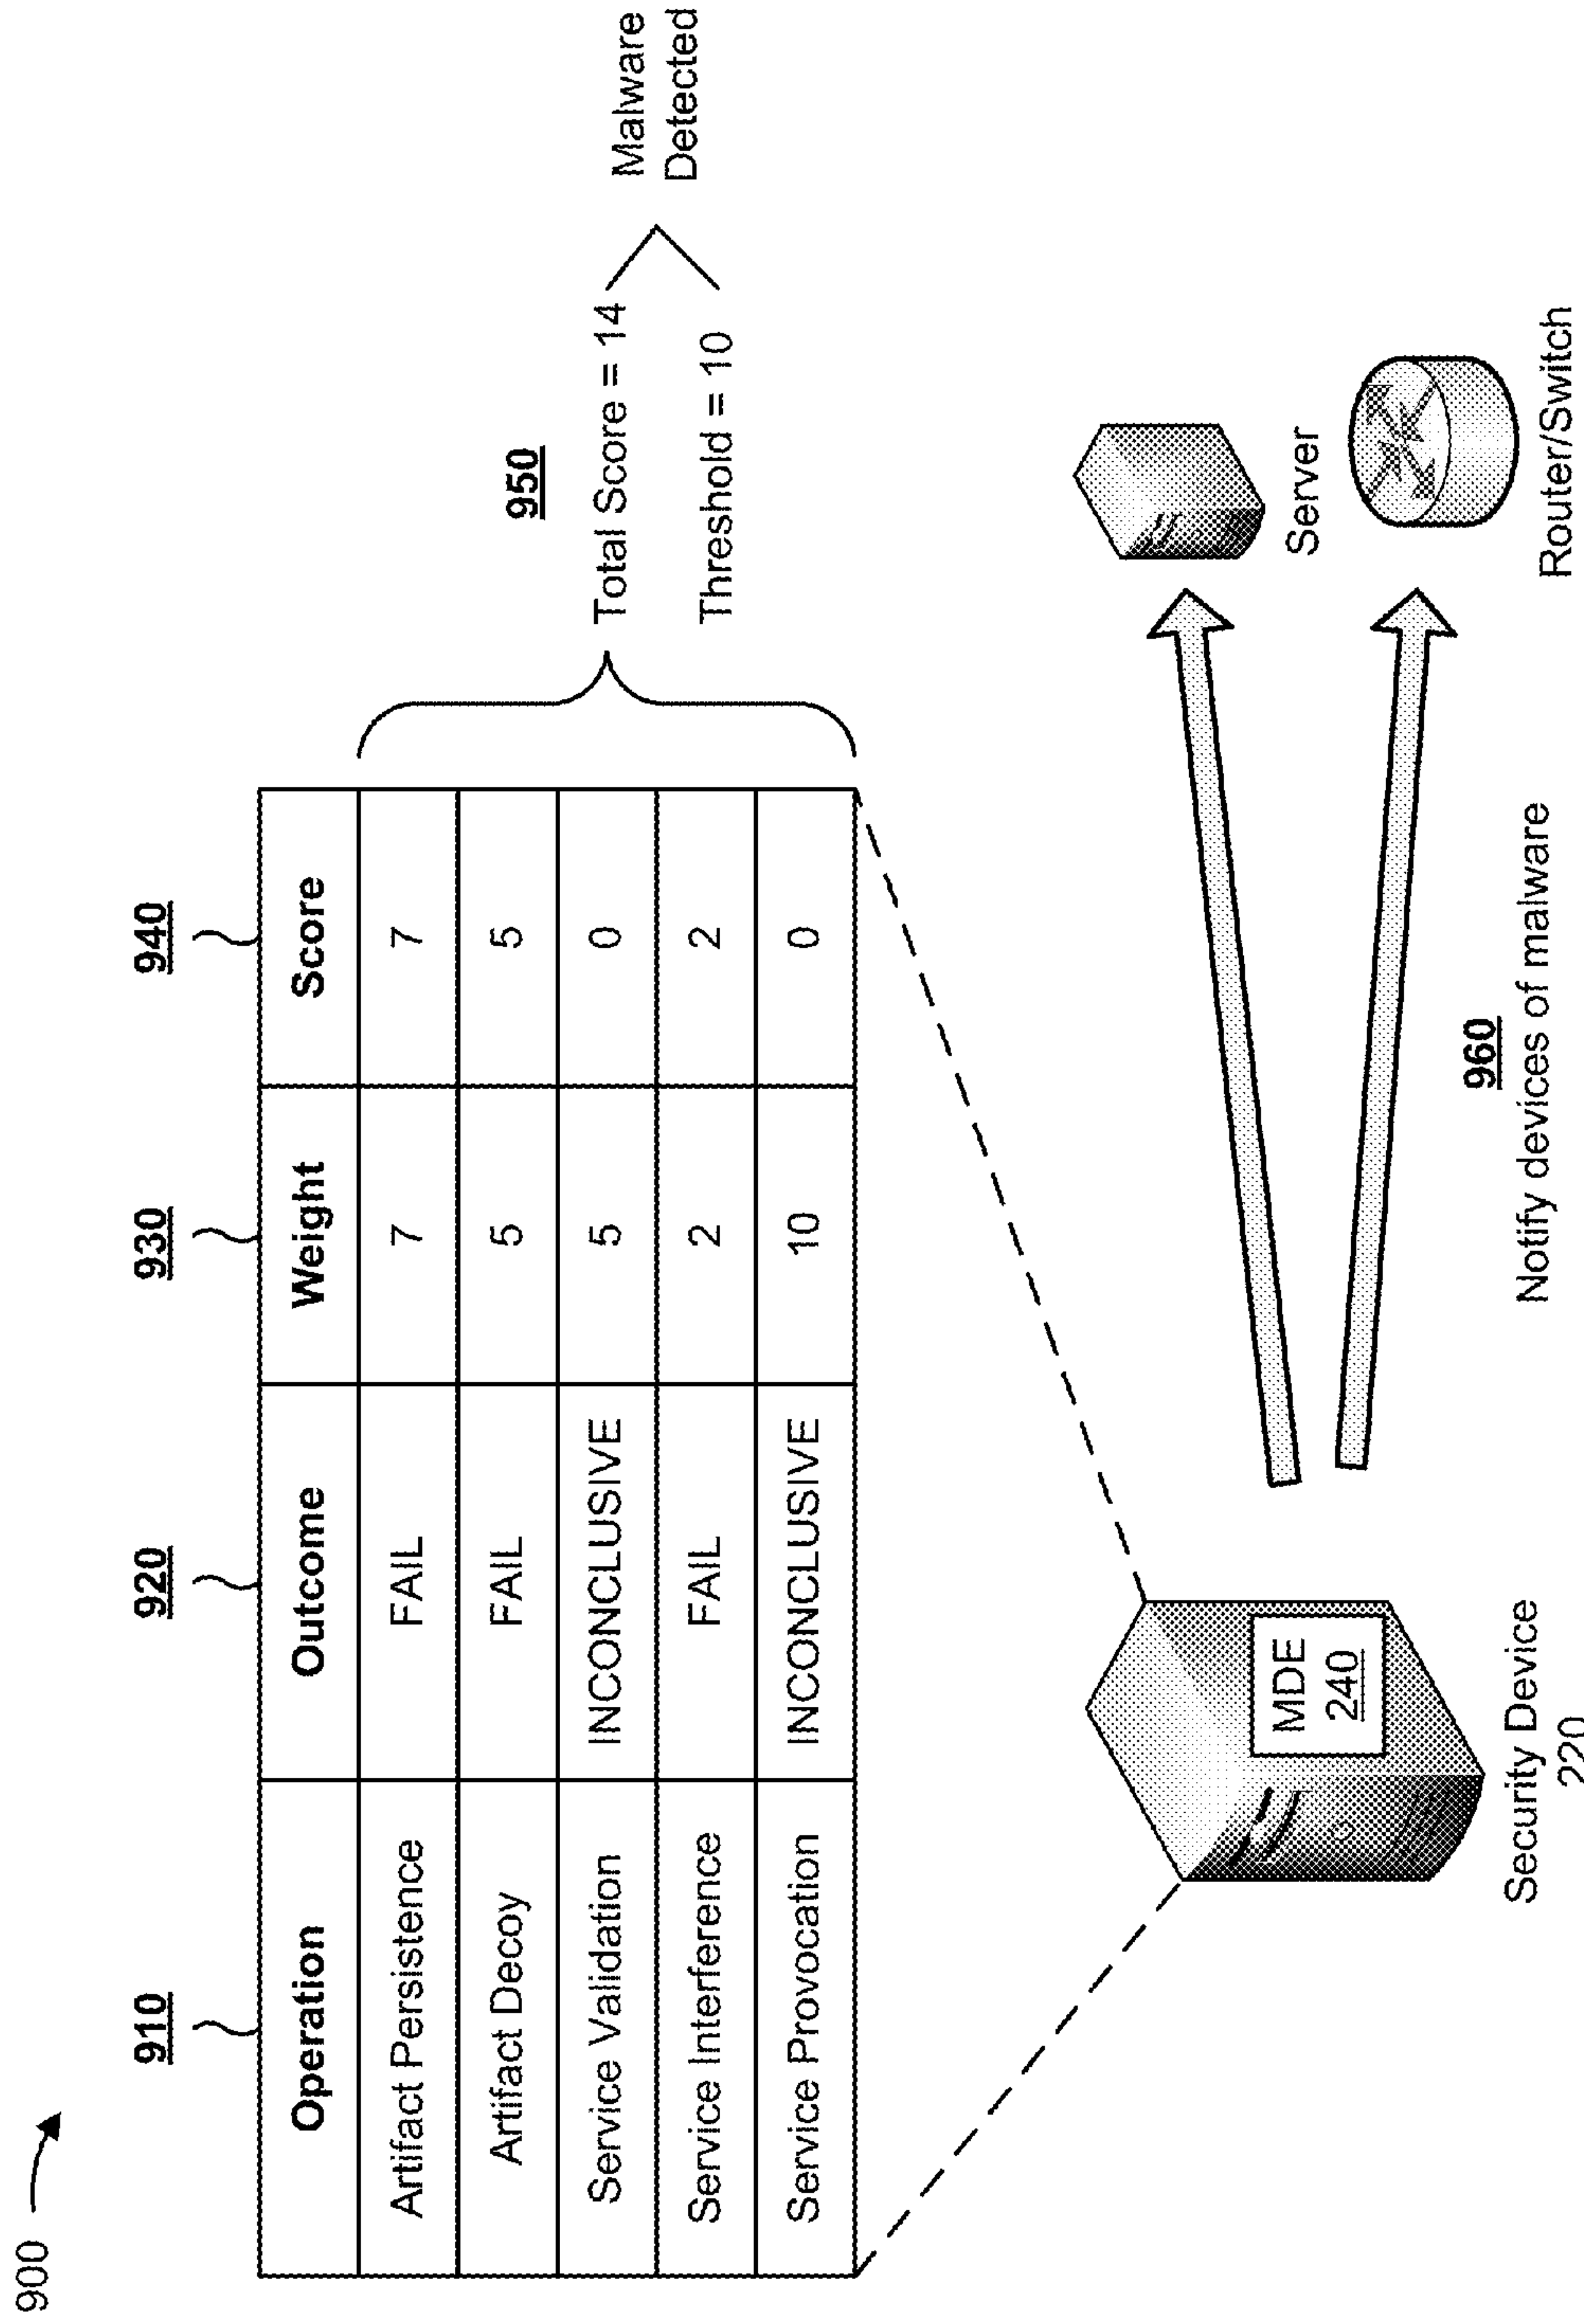 900
910 920 930 940
Operation Outcome Weight Score
Artifact Persistence FAIL 7 7
Artifact Decoy FAIL 5 5
Service Validation INCONCLUSIVE 5 0
Service Interference FAIL 2 2
Service Provocation INCONCLUSIVE 10 0
950
Total Score = 14
Threshold = 10
Malware
Detected
MDE
240
Security Device
220
960
Notify devices of malware
Server
Router/Switch